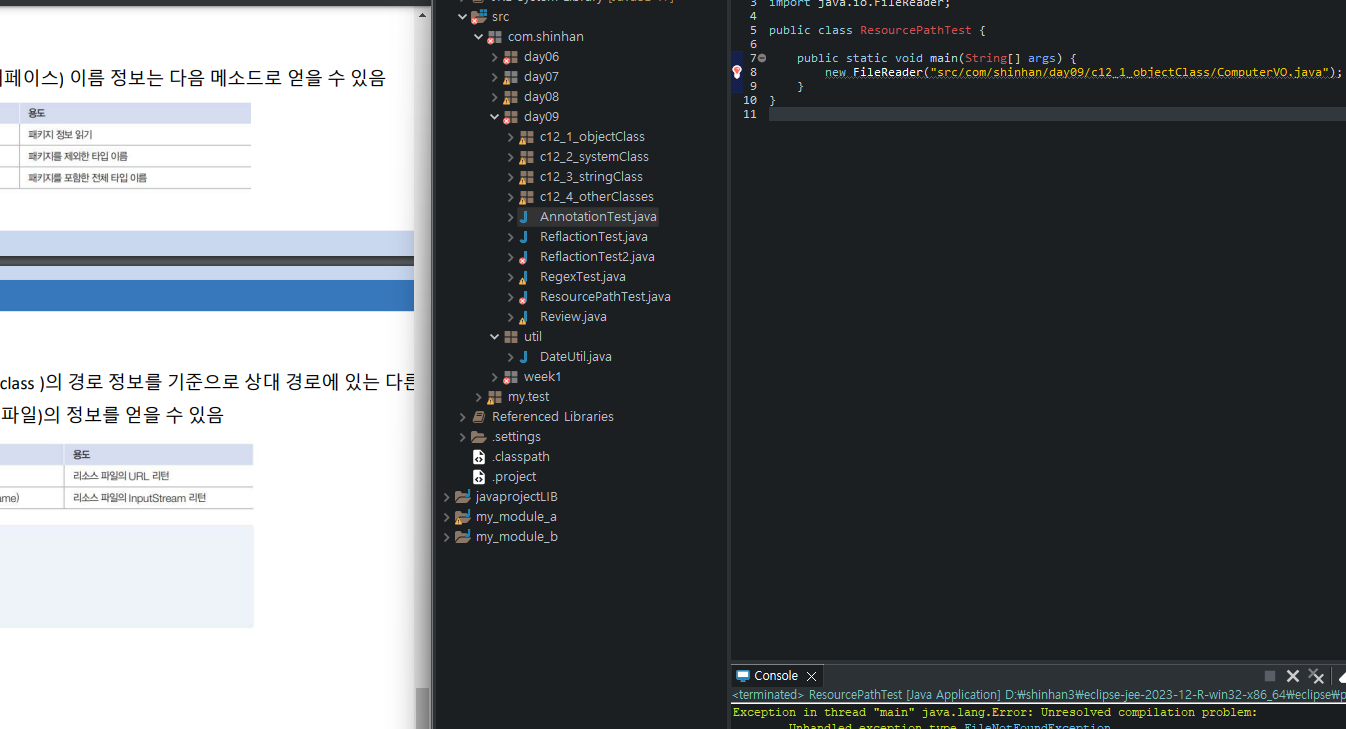 페이스) 이름 정보는 다음 메소드로 얻을 수 있음
용도
패키지 정보 읽기
패키지를 제외한 타입 이름
패키지를 포함한 전체 타입 이름
class )의 경로 정보를 기준으로 상대 경로에 있는 다른
파일)의 정보를 얻을 수 있음
용도
리소스 파일의 URL 리턴
ame) 리소스 파일의 InputStream 리턴
src
com.shinhan
day06
day07
day08
day09
c12_1_objectClass
c12_2_systemClass
c12_3_stringClass
c12_4_otherClasses
AnnotationTest.java
ReflactionTest.java
ReflactionTest2.java
RegexTest.java
ResourcePathTest.java
Review.java
util
DateUtil.java
week1
my.test
Referenced Libraries
.settings
.classpath
.project
javaprojectLIB
my_module_a
my_module_b
3 import java.io.FileReader;
4
5 public class ResourcePathTest {
6
7 public static void main(String[] args) {
8 new FileReader("src/com/shinhan/day09/c12_1_objectClass/ComputerVO.java");
9 }
10 }
11
Console
<terminated> ResourcePathTest [Java Application] D:₩shinhan3₩eclipse-jee-2023-12-R-win32-x86_64₩eclipse₩p
Exception in thread "main" java.lang.Error: Unresolved compilation problem:
Unhandled exception type FileNotFoundException